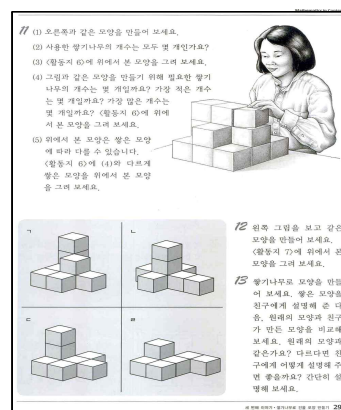 Mathematics in Context
11 (1) 오른쪽과 같은 모양을 만들어 보세요.
(2) 사용한 쌓기나무의 개수는 모두 몇 개인가요?
(3) <활동지 6>에 위에서 본 모양을 그려 보세요.
(4) 그림과 같은 모양을 만들기 위해 필요한 쌓기
나무의 개수는 몇 개일까요? 가장 적은 개수
는 몇 개일까요? 가장 많은 개수는
몇 개일까요? <활동지 6>에 위에
서 본 모양을 그려 보세요.
(5) 위에서 본 모양은 쌓은 모양
에 따라 다를 수 있습니다.
<활동지 6>에 (4)와 다르게
쌓은 모양을 위에서 본 모양
을 그려 보세요.
ㄱ
ㄴ
ㄷ
ㄹ
12 왼쪽 그림을 보고 같은
모양을 만들어 보세요.
<활동지 7>에 위에서 본
모양을 그려 보세요.
13 쌓기나무로 모양을 만들
어 보세요. 쌓은 모양을
친구에게 설명해 준 다
음, 원래의 모양과 친구
가 만든 모양을 비교해
보세요. 원래의 모양과
같은가요? 다르다면 친
구에게 어떻게 설명해 주
면 좋을까요? 간단히 설
명해 보세요.
29